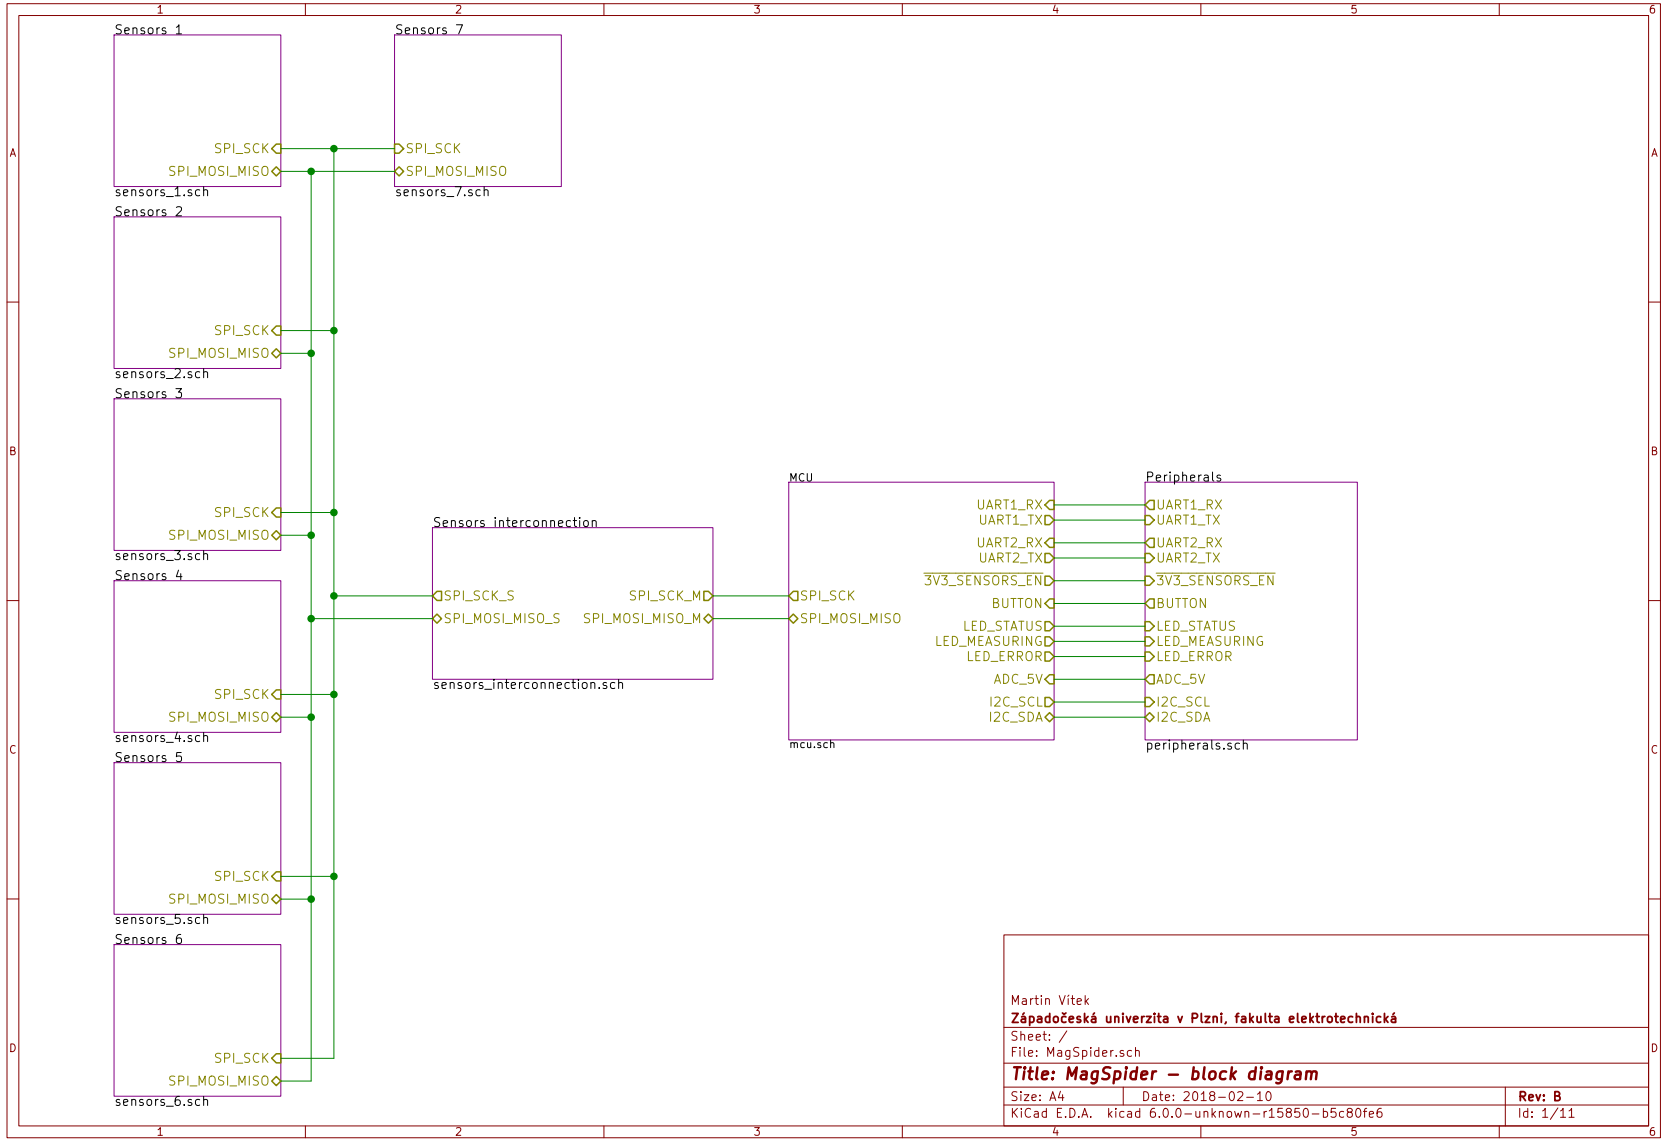 1 2 3 4 5 6
A
B
C
D
Sensors 1
SPI_SCK
SPI_MOSI_MISO
sensors_1.sch
Sensors 2
SPI_SCK
SPI_MOSI_MISO
sensors_2.sch
Sensors 3
SPI_SCK
SPI_MOSI_MISO
sensors_3.sch
Sensors 4
SPI_SCK
SPI_MOSI_MISO
sensors_4.sch
Sensors 5
SPI_SCK
SPI_MOSI_MISO
sensors_5.sch
Sensors 6
SPI_SCK
SPI_MOSI_MISO
sensors_6.sch
Sensors 7
SPI_SCK
SPI_MOSI_MISO
sensors_7.sch
Sensors interconnection
SPI_SCK_S SPI_SCK_M
SPI_MOSI_MISO_S SPI_MOSI_MISO_M
sensors_interconnection.sch
MCU
SPI_SCK
SPI_MOSI_MISO
UART1_RX
UART1_TX
UART2_RX
UART2_TX
3V3_SENSORS_EN
BUTTON
LED_STATUS
LED_MEASURING
LED_ERROR
ADC_5V
I2C_SCL
I2C_SDA
mcu.sch
Peripherals
UART1_RX
UART1_TX
UART2_RX
UART2_TX
3V3_SENSORS_EN
BUTTON
LED_STATUS
LED_MEASURING
LED_ERROR
ADC_5V
I2C_SCL
I2C_SDA
peripherals.sch
A
B
C
D
Martin Vítek
Západočeská univerzita v Plzni, fakulta elektrotechnická
Sheet: /
File: MagSpider.sch
Title: MagSpider – block diagram
Size: A4 Date: 2018-02-10 Rev: B
KiCad E.D.A. kicad 6.0.0-unknown-r15850-b5c80fe6 Id: 1/11
1 2 3 4 5 6